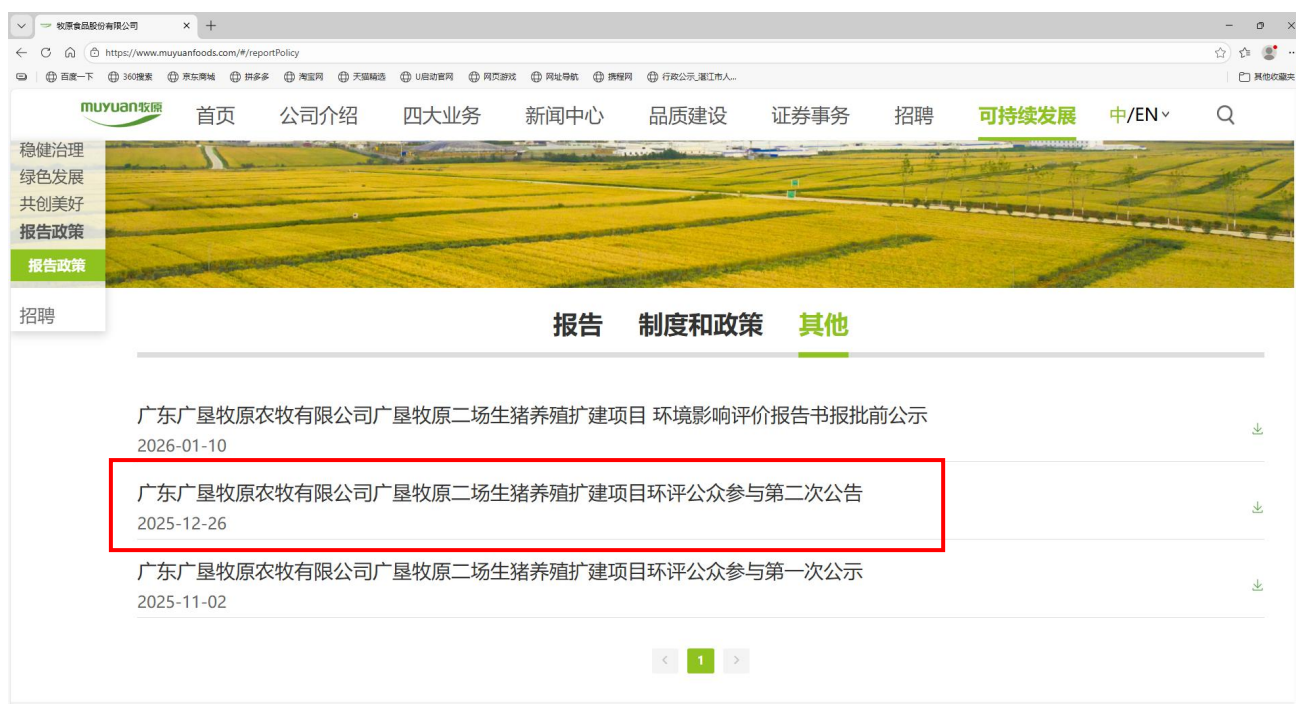 牧原食品股份有限公司
https://www.muyuanfoods.com/#/reportPolicy
百度一下 360搜索 京东商城 拼多多 淘宝网 天猫精选 U启动官网 网页游戏 网址导航 携程网 行政公示_湛江市人... 其他收藏夹
muyuan牧原 首页 公司介绍 四大业务 新闻中心 品质建设 证券事务 招聘 可持续发展 中/EN
稳健治理
绿色发展
共创美好
报告政策
报告政策
招聘
报告 制度和政策 其他
广东广垦牧原农牧有限公司广垦牧原二场生猪养殖扩建项目 环境影响评价报告书报批前公示
2026-01-10
广东广垦牧原农牧有限公司广垦牧原二场生猪养殖扩建项目环评公众参与第二次公告
2025-12-26
广东广垦牧原农牧有限公司广垦牧原二场生猪养殖扩建项目环评公众参与第一次公示
2025-11-02
1